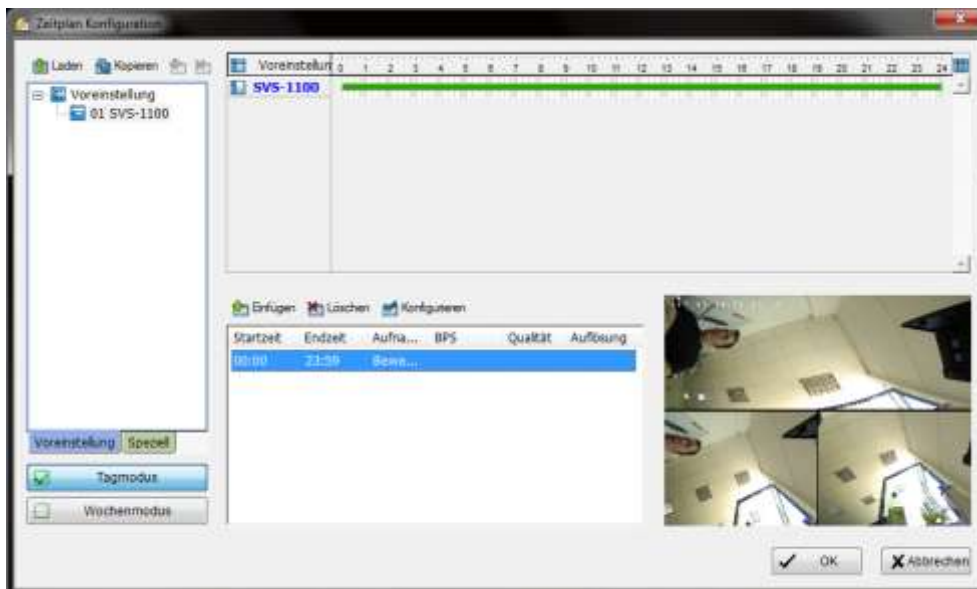 Zeitplan Konfiguration
Laden Kopieren
Voreinstellung
01 SVS-1100
Voreinstellung Speziell
Tagmodus
Wochenmodus
Voreinstellun 0 1 2 3 4 5 6 7 8 9 10 11 12 13 14 15 16 17 18 19 20 21 22 23 24
SVS-1100
Einfügen Löschen Konfigurieren
Startzeit Endzeit Aufna... BPS Qualität Auflösung
00:00 23:59 Bewe...
OK Abbrechen